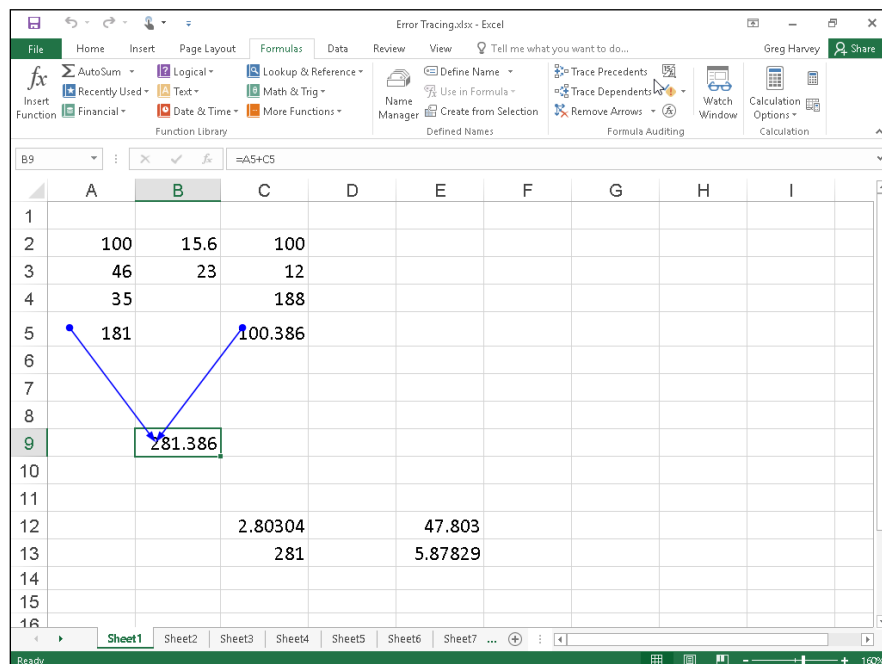 Error Tracing.xlsx - Excel
File Home Insert Page Layout Formulas Data Review View Tell me what you want to do... Greg Harvey Share
fx Insert Function
AutoSum
Recently Used
Financial
Logical
Text
Date & Time
Lookup & Reference
Math & Trig
More Functions
Function Library
Name Manager
Define Name
Use in Formula
Create from Selection
Defined Names
Trace Precedents
Trace Dependents
Remove Arrows
Watch Window
Formula Auditing
Calculation Options
Calculation
B9 fx =A5+C5
A B C D E F G H I
1
2 100 15.6 100
3 46 23 12
4 35 188
5 181 100.386
6
7
8
9 281.386
10
11
12 2.80304 47.803
13 281 5.87829
14
15
16
Sheet1 Sheet2 Sheet3 Sheet4 Sheet5 Sheet6 Sheet7 ...
Ready 160%